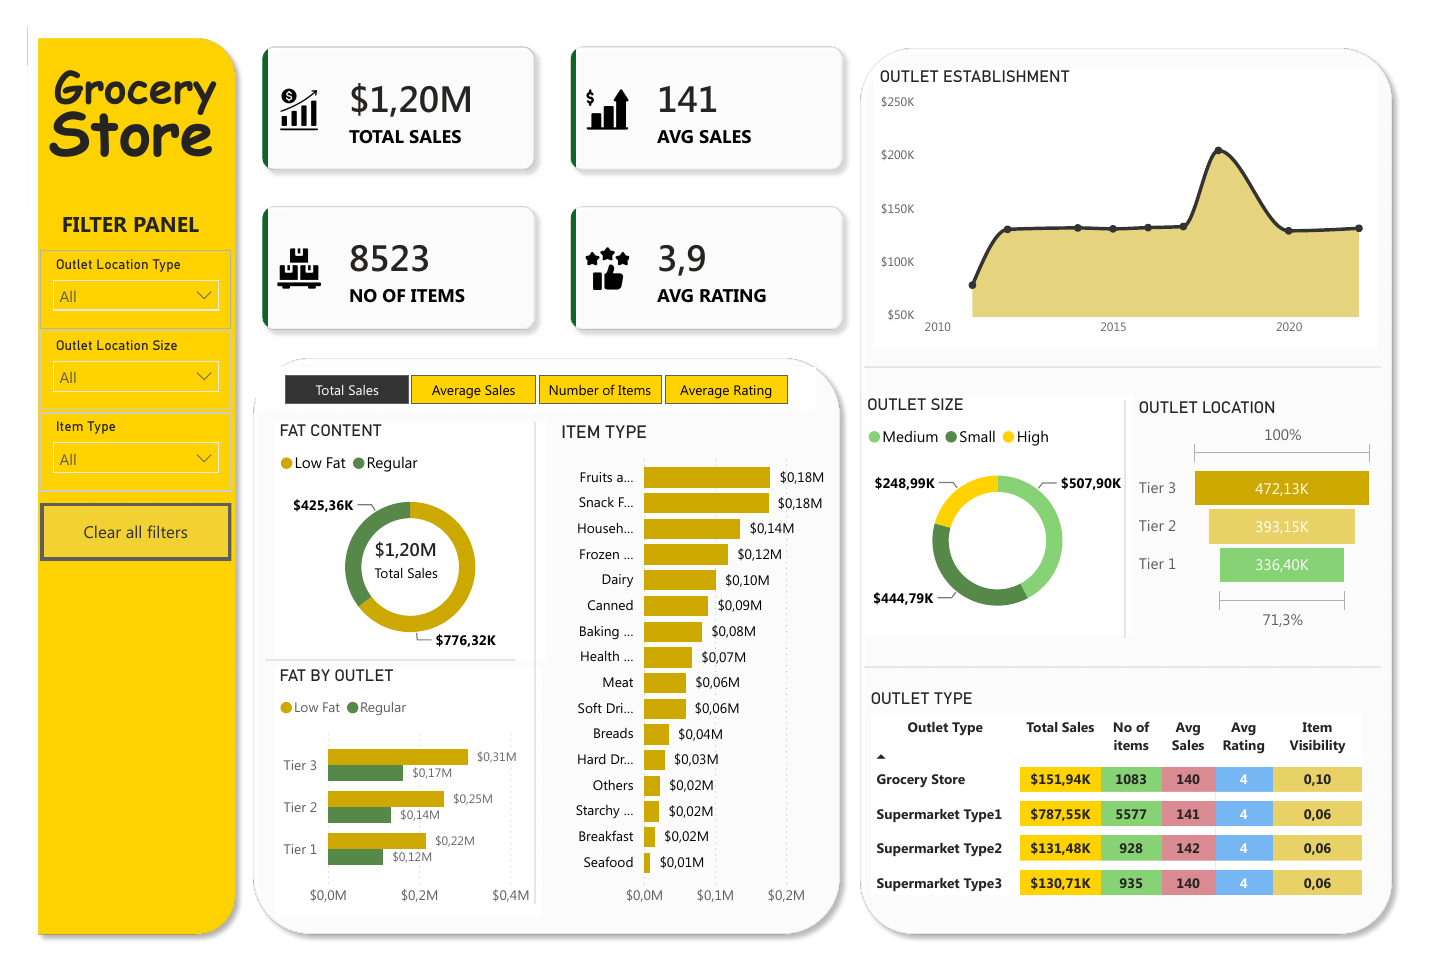 Grocery
Store
FILTER PANEL
Outlet Location Type
All
Outlet Location Size
All
Item Type
All
Clear all filters
$1,20M
TOTAL SALES
$
141
AVG SALES
8523
NO OF ITEMS
3,9
AVG RATING
Total Sales
Average Sales
Number of Items
Average Rating
FAT CONTENT
Low Fat
Regular
$425,36K
$1,20M
Total Sales
$776,32K
FAT BY OUTLET
Low Fat
Regular
Tier 3
$0,31M
$0,17M
Tier 2
$0,25M
$0,14M
Tier 1
$0,22M
$0,12M
$0,0M
$0,2M
$0,4M
ITEM TYPE
Fruits a...
$0,18M
Snack F...
$0,18M
Househ...
$0,14M
Frozen ...
$0,12M
Dairy
$0,10M
Canned
$0,09M
Baking ...
$0,08M
Health ...
$0,07M
Meat
$0,06M
Soft Dri...
$0,06M
Breads
$0,04M
Hard Dr...
$0,03M
Others
$0,02M
Starchy ...
$0,02M
Breakfast
$0,02M
Seafood
$0,01M
$0,0M
$0,1M
$0,2M
OUTLET ESTABLISHMENT
$250K
$200K
$150K
$100K
$50K
2010
2015
2020
OUTLET SIZE
Medium
Small
High
$248,99K
$507,90K
$444,79K
OUTLET LOCATION
100%
Tier 3
472,13K
Tier 2
393,15K
Tier 1
336,40K
71,3%
OUTLET TYPE
Outlet Type Total Sales No of items Avg Sales Avg Rating Item Visibility
Grocery Store $151,94K 1083 140 4 0,10
Supermarket Type1 $787,55K 5577 141 4 0,06
Supermarket Type2 $131,48K 928 142 4 0,06
Supermarket Type3 $130,71K 935 140 4 0,06